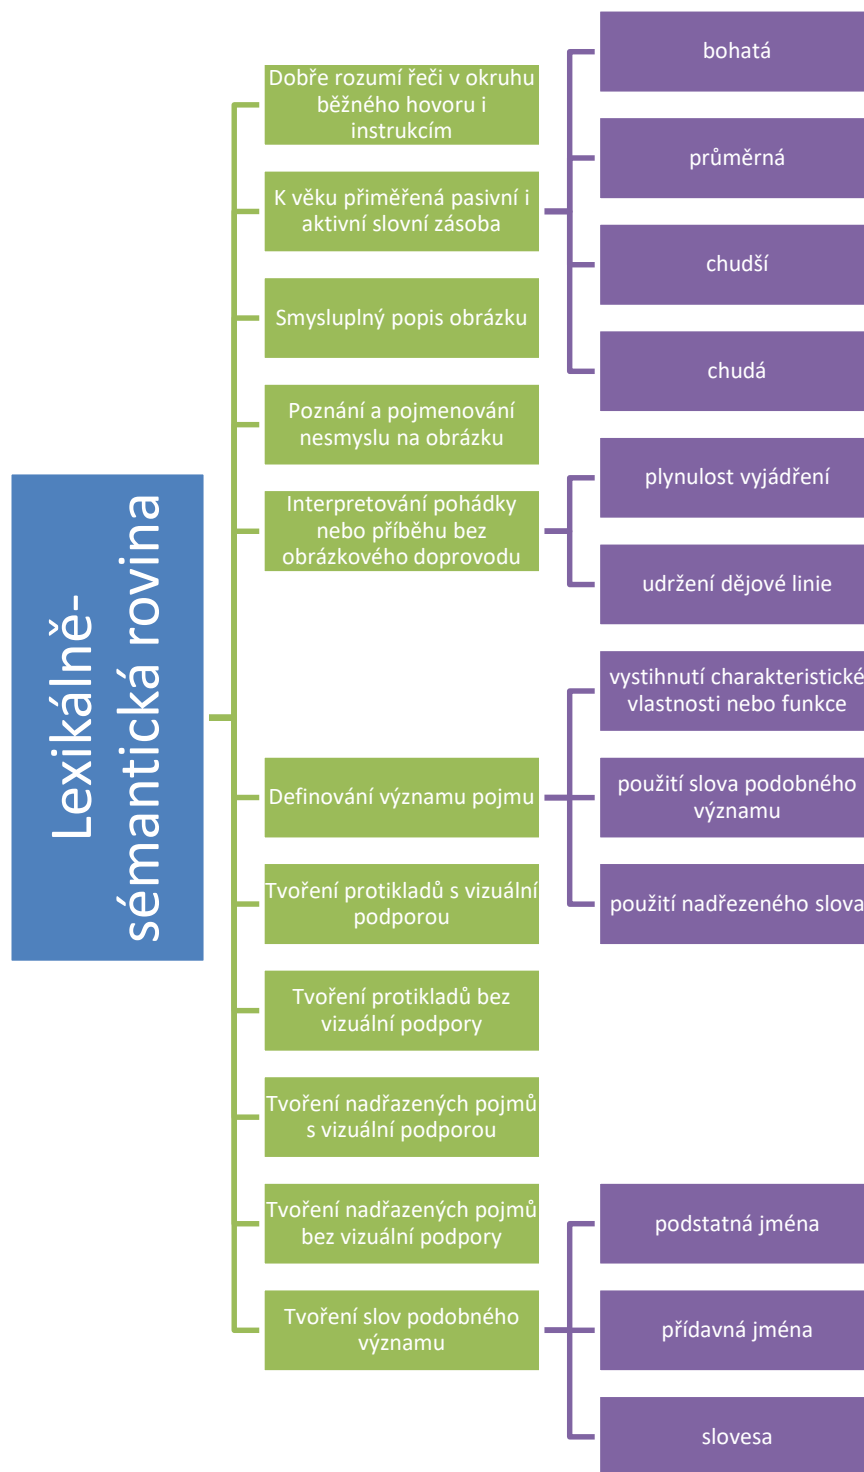 Lexikálně-
sémantická rovina
Dobře rozumí řeči v okruhu
běžného hovoru i
instrukcím
K věku přiměřená pasivní i
aktivní slovní zásoba
bohatá
průměrná
chudší
chudá
Smysluplný popis obrázku
Poznání a pojmenování
nesmyslu na obrázku
Interpretování pohádky
nebo příběhu bez
obrázkového doprovodu
plynulost vyjádření
udržení dějové linie
Definování významu pojmu
vystihnutí charakteristické
vlastnosti nebo funkce
použití slova podobného
významu
použití nadřezeného slova
Tvoření protikladů s vizuální
podporou
Tvoření protikladů bez
vizuální podpory
Tvoření nadřazených pojmů
s vizuální podporou
Tvoření nadřazených pojmů
bez vizuální podpory
Tvoření slov podobného
významu
podstatná jména
přídavná jména
slovesa